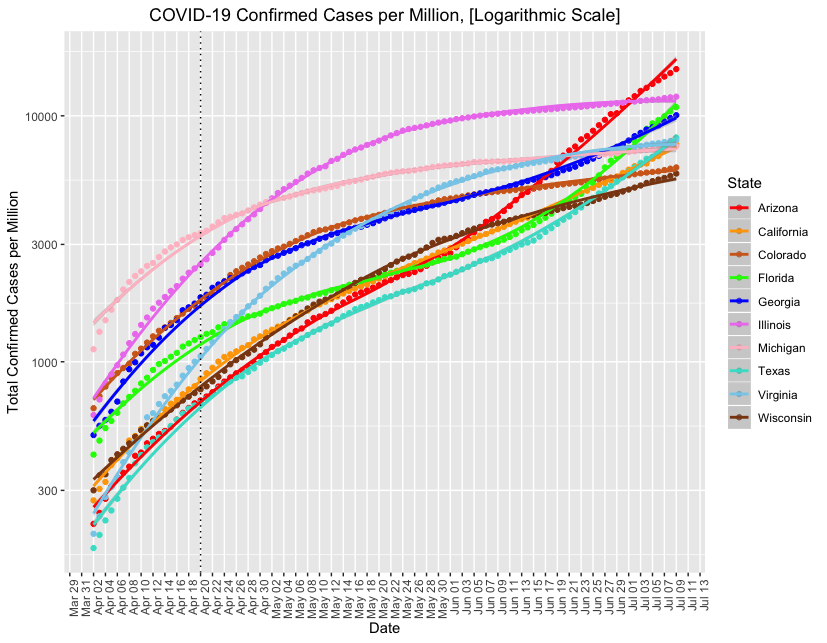 COVID-19 Confirmed Cases per Million, [Logarithmic Scale]
Total Confirmed Cases per Million
10000
3000
1000
300
Mar 29
Mar 31
Apr 02
Apr 04
Apr 06
Apr 08
Apr 10
Apr 12
Apr 14
Apr 16
Apr 18
Apr 20
Apr 22
Apr 24
Apr 26
Apr 28
Apr 30
May 02
May 04
May 06
May 08
May 10
May 12
May 14
May 16
May 18
May 20
May 22
May 24
May 26
May 28
May 30
Jun 01
Jun 03
Jun 05
Jun 07
Jun 09
Jun 11
Jun 13
Jun 15
Jun 17
Jun 19
Jun 21
Jun 23
Jun 25
Jun 27
Jun 29
Jul 01
Jul 03
Jul 05
Jul 07
Jul 09
Jul 11
Jul 13
Date
State
Arizona
California
Colorado
Florida
Georgia
Illinois
Michigan
Texas
Virginia
Wisconsin